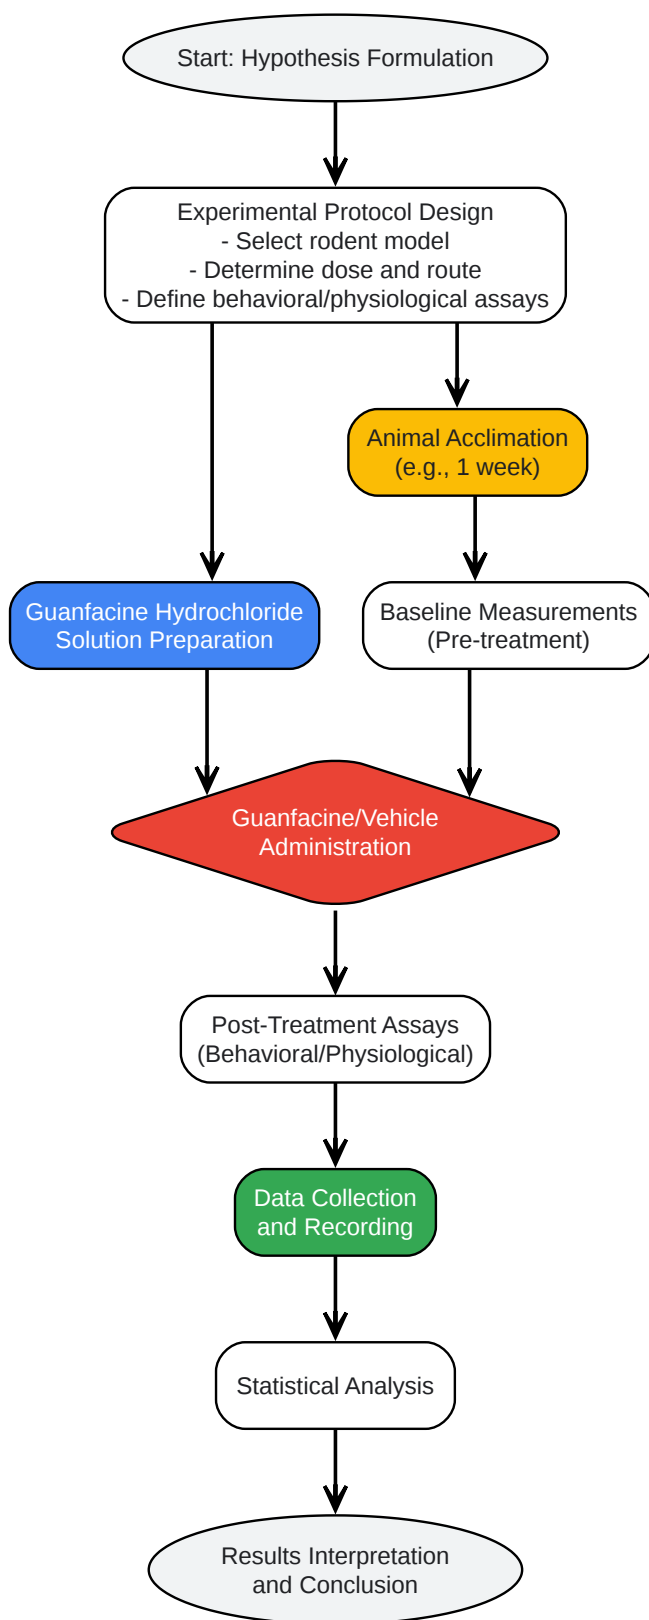 Start: Hypothesis Formulation
Experimental Protocol Design
- Select rodent model
- Determine dose and route
- Define behavioral/physiological assays
Animal Acclimation
(e.g., 1 week)
Guanfacine Hydrochloride
Solution Preparation
Baseline Measurements
(Pre-treatment)
Guanfacine/Vehicle
Administration
Post-Treatment Assays
(Behavioral/Physiological)
Data Collection
and Recording
Statistical Analysis
Results Interpretation
and Conclusion